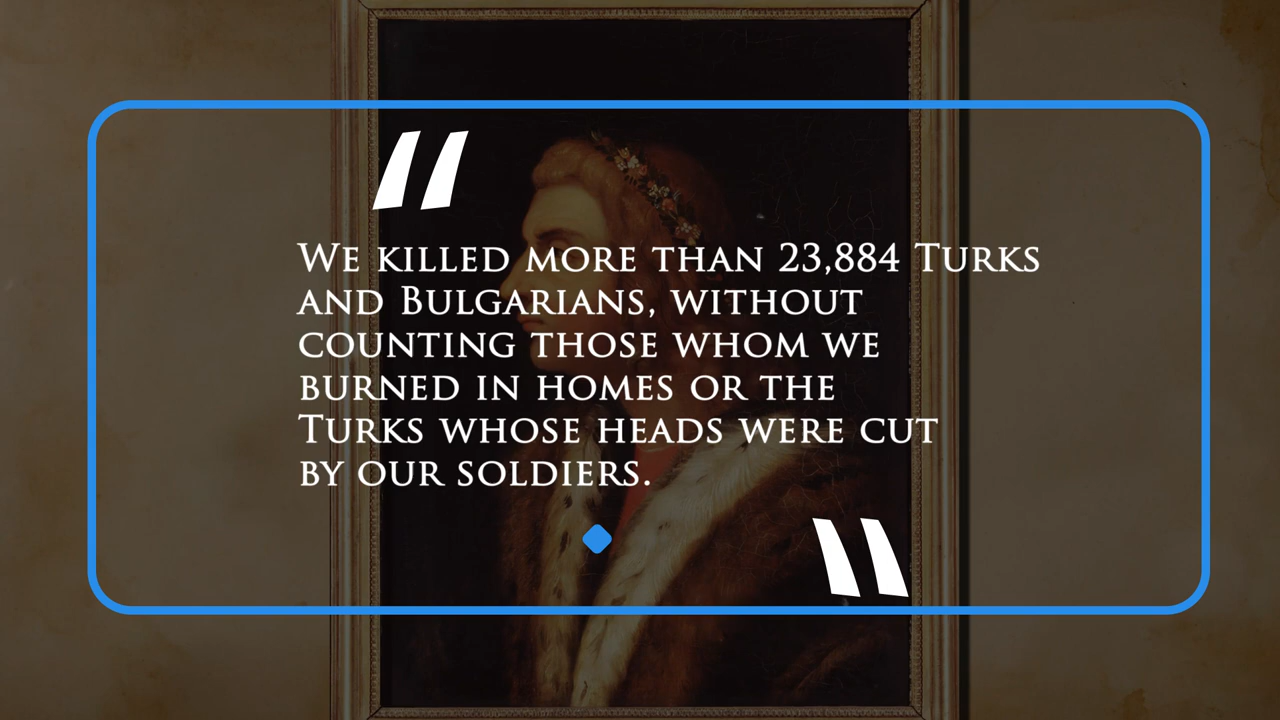 “
We killed more than 23,884 Turks
and Bulgarians, without
counting those whom we
burned in homes or the
Turks whose heads were cut
by our soldiers.
”